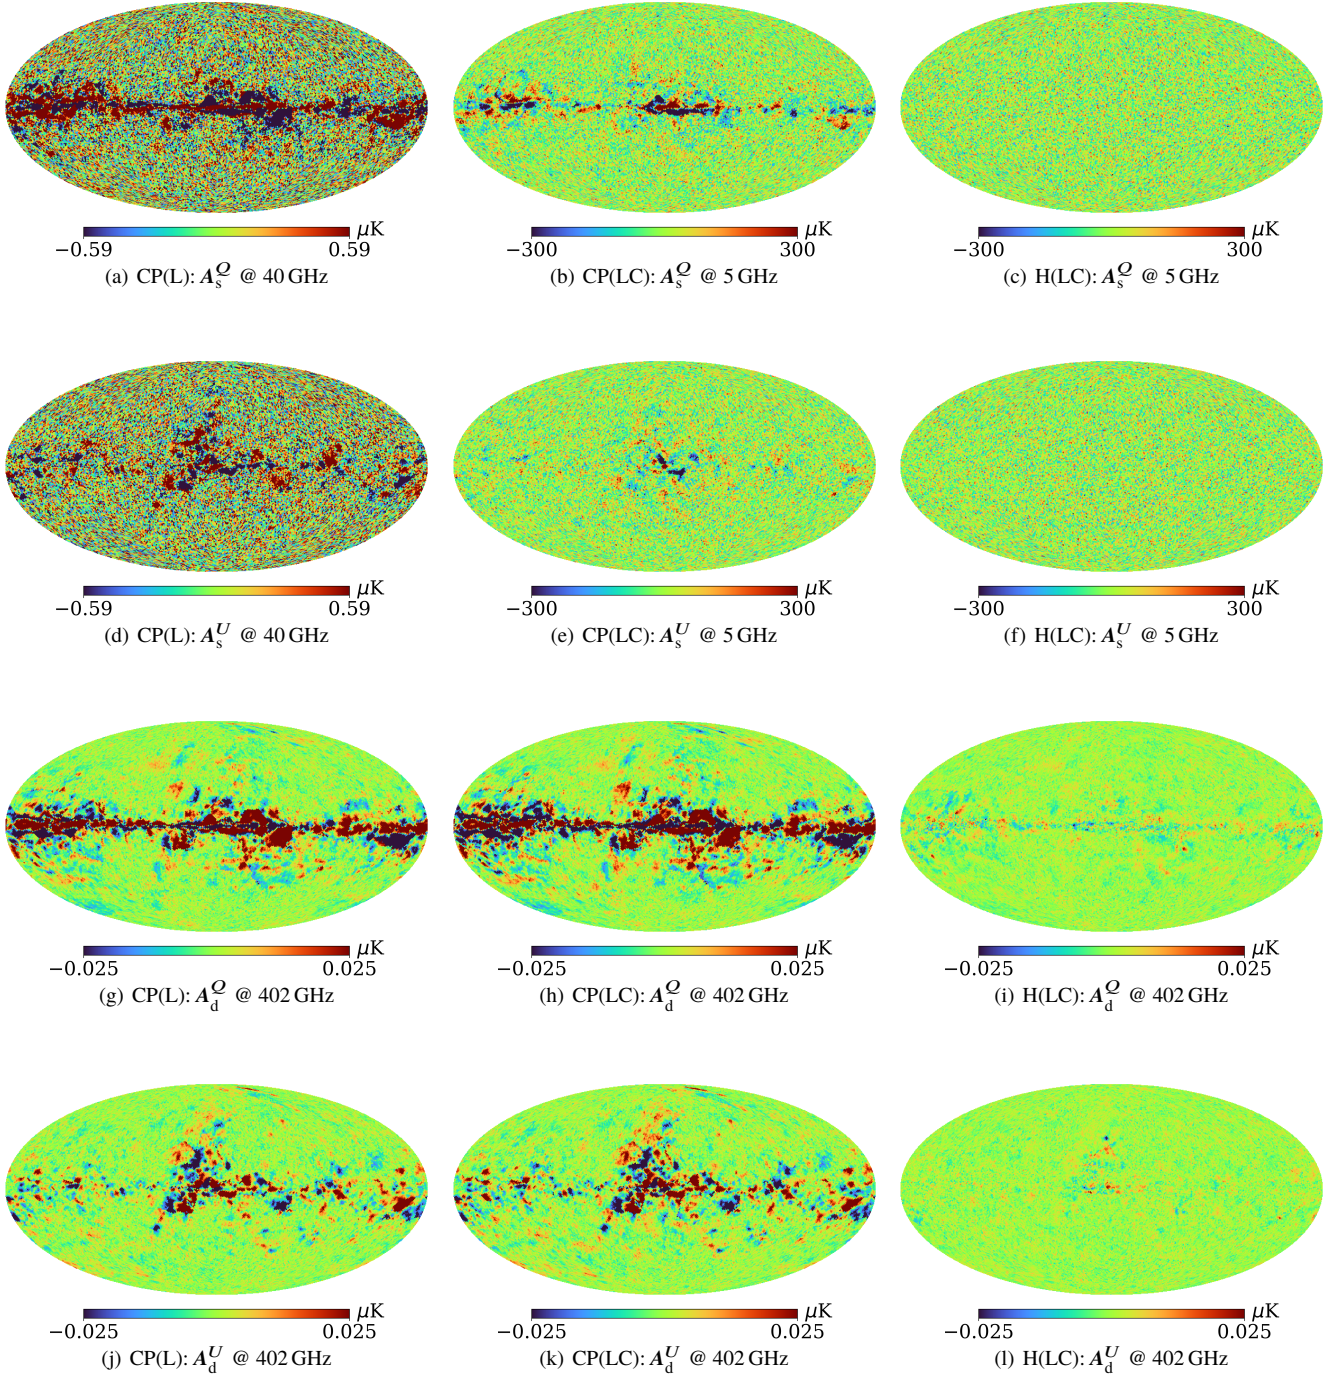 μK μK μK
−0.59 0.59 −300 300 −300 300
(a) CP(L): A_s^Q @ 40 GHz (b) CP(LC): A_s^Q @ 5 GHz (c) H(LC): A_s^Q @ 5 GHz
μK μK μK
−0.59 0.59 −300 300 −300 300
(d) CP(L): A_s^U @ 40 GHz (e) CP(LC): A_s^U @ 5 GHz (f) H(LC): A_s^U @ 5 GHz
μK μK μK
−0.025 0.025 −0.025 0.025 −0.025 0.025
(g) CP(L): A_d^Q @ 402 GHz (h) CP(LC): A_d^Q @ 402 GHz (i) H(LC): A_d^Q @ 402 GHz
μK μK μK
−0.025 0.025 −0.025 0.025 −0.025 0.025
(j) CP(L): A_d^U @ 402 GHz (k) CP(LC): A_d^U @ 402 GHz (l) H(LC): A_d^U @ 402 GHz